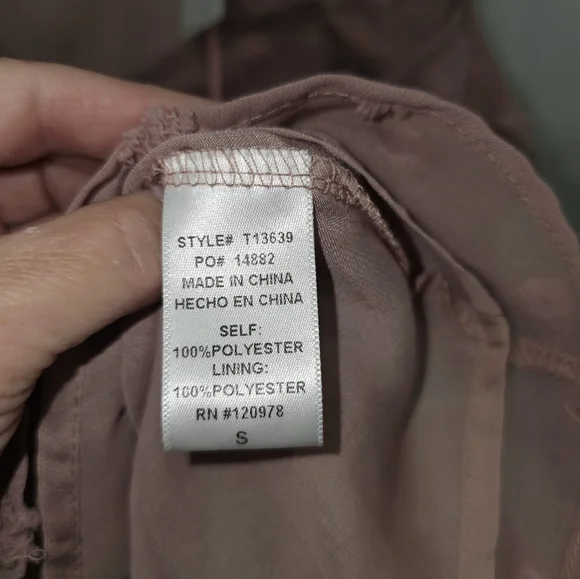 STYLE# T13639
PO# 14882
MADE IN CHINA
HECHO EN CHINA
SELF:
100%POLYESTER
LINING:
100%POLYESTER
RN #120978
S